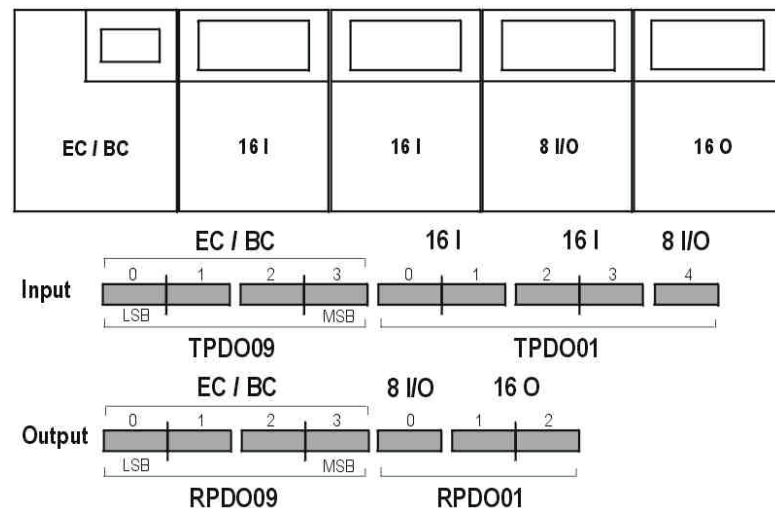 EC / BC 16 I 16 I 8 I/O 16 O
EC / BC 16 I 16 I 8 I/O
0 1 2 3 0 1 2 3 4
Input
LSB MSB
TPDO09 TPDO01
EC / BC 8 I/O 16 O
0 1 2 3 0 1 2
Output
LSB MSB
RPDO09 RPDO01